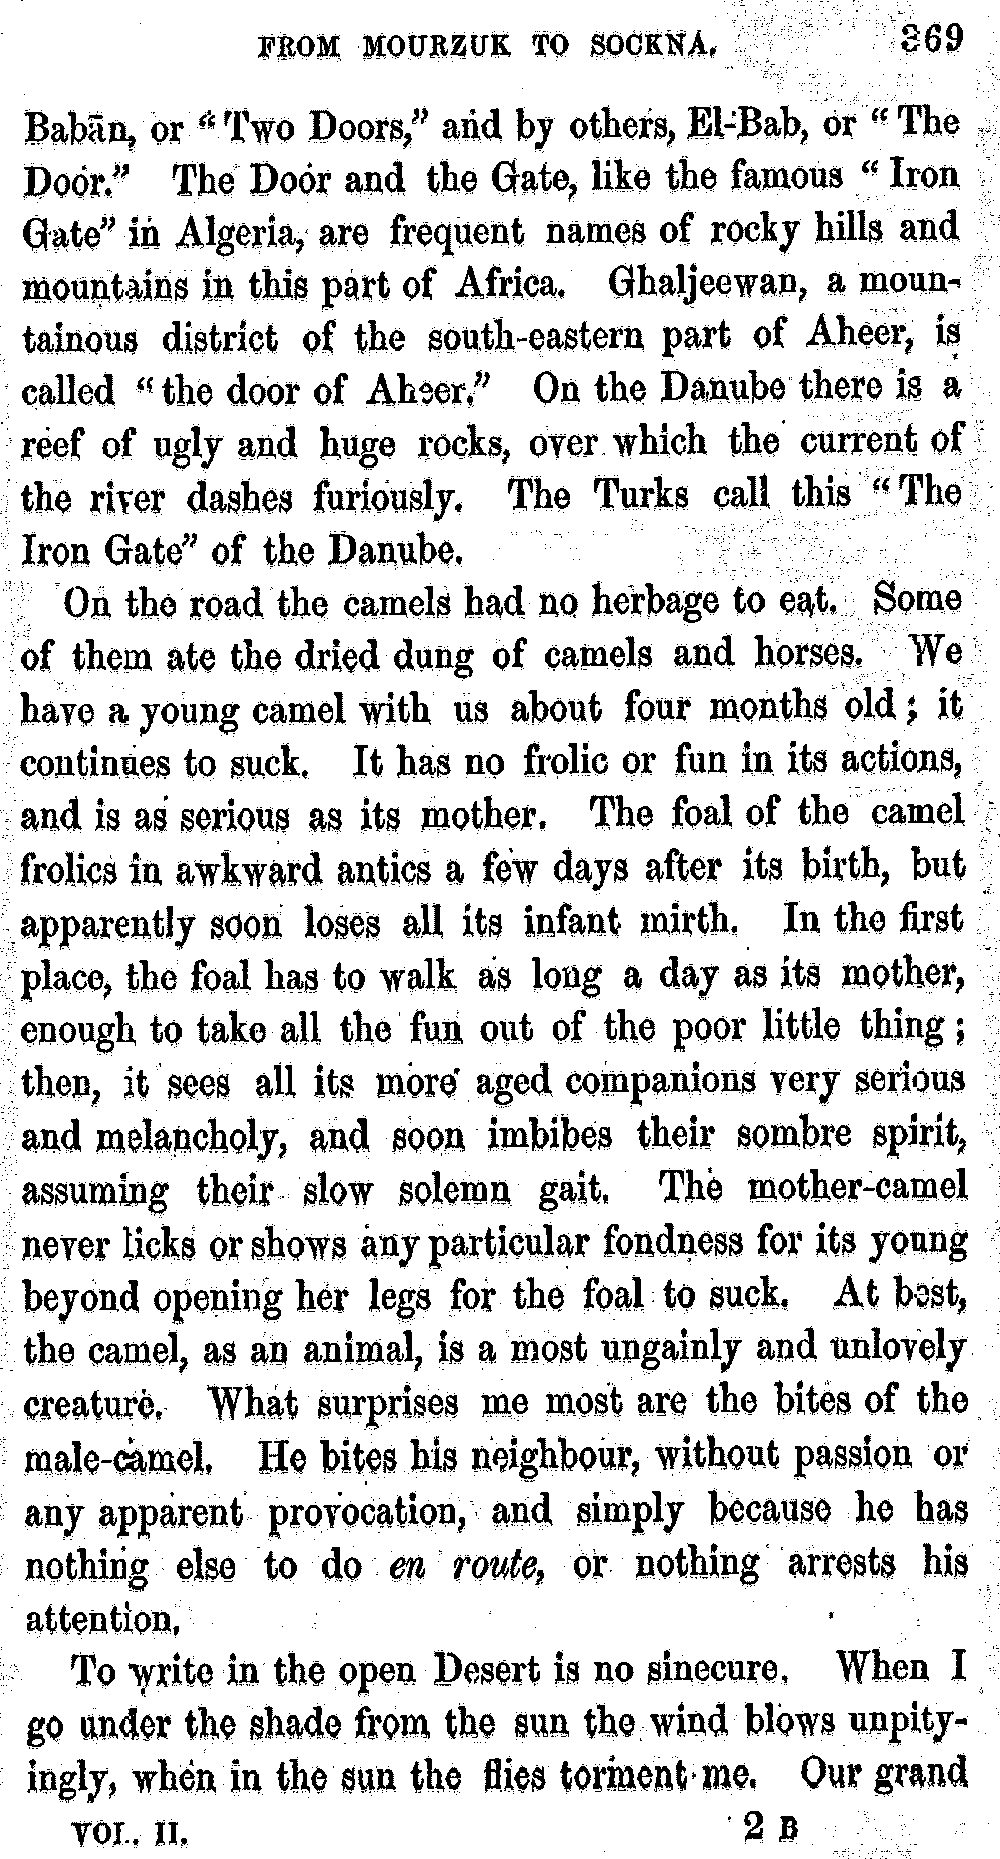 FROM MOURZUK TO SOCKNA. 369
Babān, or “Two Doors,” and by others, El-Bab, or “The
Door.” The Door and the Gate, like the famous “Iron
Gate” in Algeria, are frequent names of rocky hills and
mountains in this part of Africa. Ghaljeewan, a moun-
tainous district of the south-eastern part of Aheer, is
called “the door of Aheer.” On the Danube there is a
reef of ugly and huge rocks, over which the current of
the river dashes furiously. The Turks call this “The
Iron Gate” of the Danube.
On the road the camels had no herbage to eat. Some
of them ate the dried dung of camels and horses. We
have a young camel with us about four months old; it
continues to suck. It has no frolic or fun in its actions,
and is as serious as its mother. The foal of the camel
frolics in awkward antics a few days after its birth, but
apparently soon loses all its infant mirth. In the first
place, the foal has to walk as long a day as its mother,
enough to take all the fun out of the poor little thing;
then, it sees all its more aged companions very serious
and melancholy, and soon imbibes their sombre spirit,
assuming their slow solemn gait. The mother-camel
never licks or shows any particular fondness for its young
beyond opening her legs for the foal to suck. At best,
the camel, as an animal, is a most ungainly and unlovely
creature. What surprises me most are the bites of the
male-camel. He bites his neighbour, without passion or
any apparent provocation, and simply because he has
nothing else to do en route, or nothing arrests his
attention.
To write in the open Desert is no sinecure. When I
go under the shade from the sun the wind blows unpity-
ingly, when in the sun the flies torment me. Our grand
VOL. II. 2 B